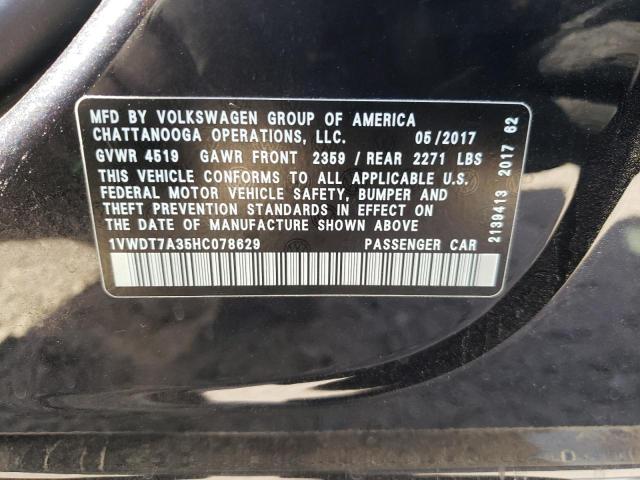 MFD BY VOLKSWAGEN GROUP OF AMERICA
CHATTANOOGA OPERATIONS, LLC. 05/2017
GVWR 4519 GAWR FRONT 2359 / REAR 2271 LBS
THIS VEHICLE CONFORMS TO ALL APPLICABLE U.S.
FEDERAL MOTOR VEHICLE SAFETY, BUMPER AND
THEFT PREVENTION STANDARDS IN EFFECT ON
THE DATE OF MANUFACTURE SHOWN ABOVE
1VWDT7A35HC078629 PASSENGER CAR
2139413 2017 62